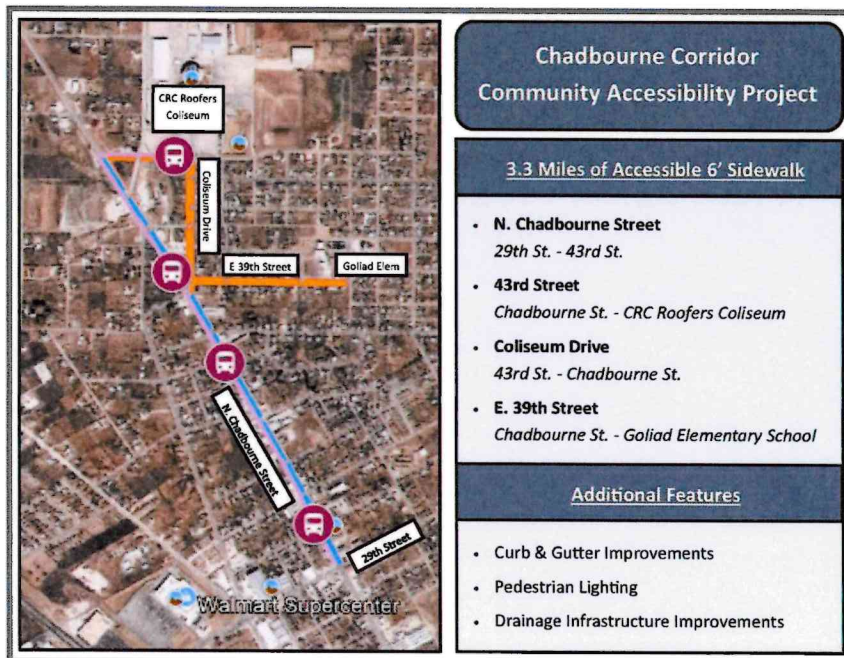 CRC Roofers
Coliseum
Coliseum Drive
E 39th Street
Goliad Elem
N. Chadbourne Street
29th Street
Walmart Supercenter
Chadbourne Corridor
Community Accessibility Project
3.3 Miles of Accessible 6' Sidewalk
• N. Chadbourne Street
29th St. - 43rd St.
• 43rd Street
Chadbourne St. - CRC Roofers Coliseum
• Coliseum Drive
43rd St. - Chadbourne St.
• E. 39th Street
Chadbourne St. - Goliad Elementary School
Additional Features
• Curb & Gutter Improvements
• Pedestrian Lighting
• Drainage Infrastructure Improvements